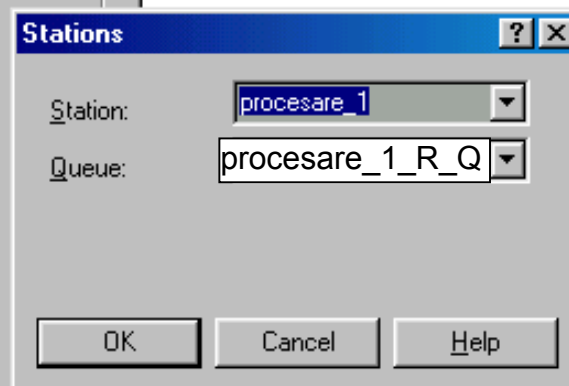 Stations
Station: procesare_1
Queue: procesare_1_R_Q
OK Cancel Help